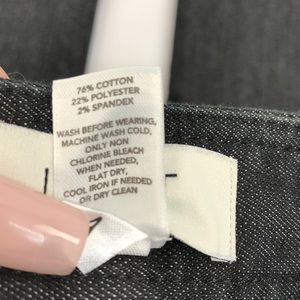 76% COTTON
22% POLYESTER
2% SPANDEX
WASH BEFORE WEARING,
MACHINE WASH COLD,
ONLY NON
CHLORINE BLEACH
WHEN NEEDED,
FLAT DRY,
COOL IRON IF NEEDED
OR DRY CLEAN